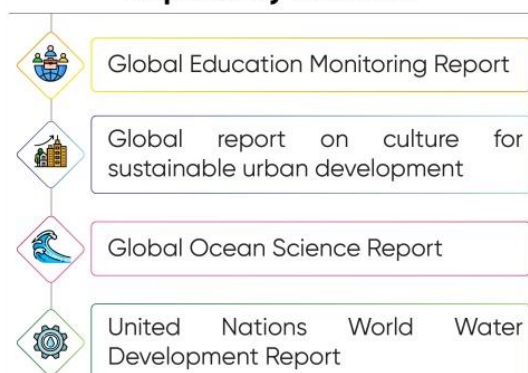 Global Education Monitoring Report
Global report on culture for
sustainable urban development
Global Ocean Science Report
United Nations World Water
Development Report